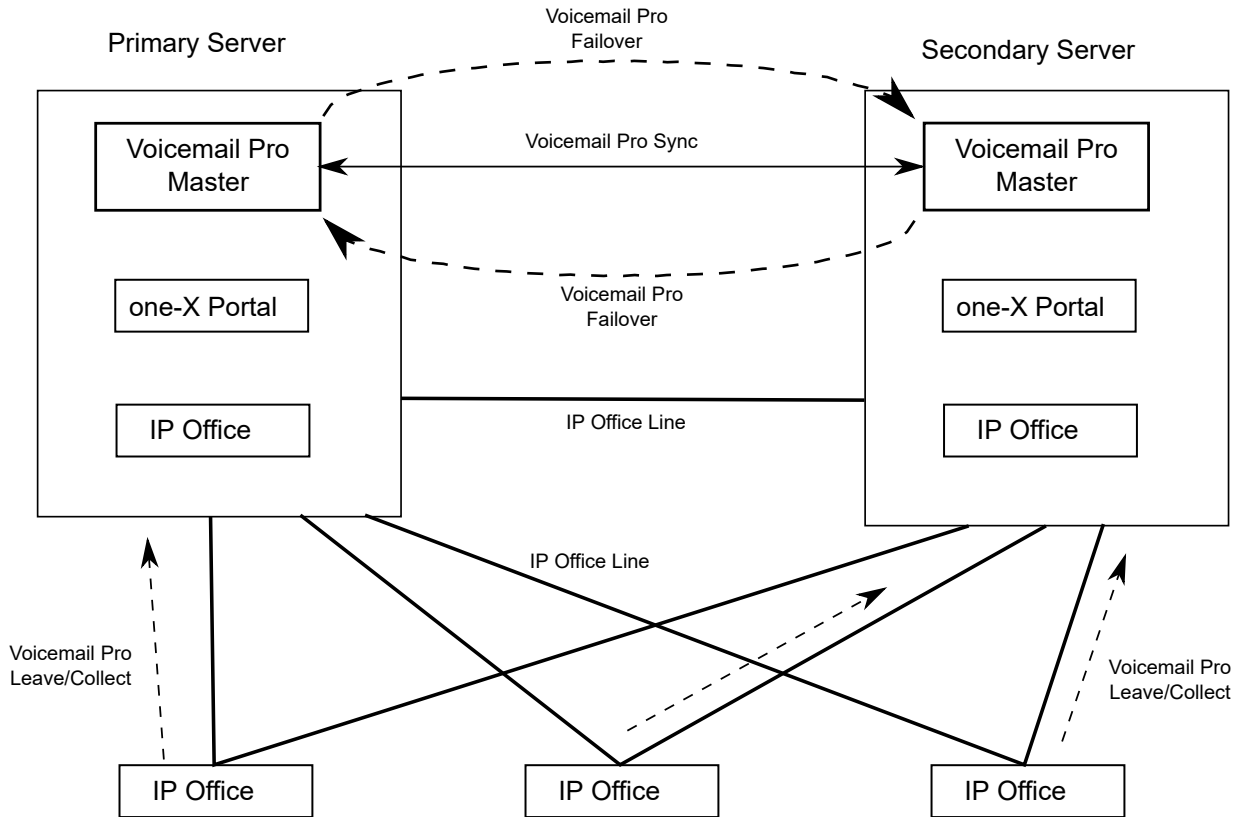 Voicemail Pro
Failover
Primary Server
Secondary Server
Voicemail Pro
Master
Voicemail Pro Sync
Voicemail Pro
Master
one-X Portal
Voicemail Pro
Failover
one-X Portal
IP Office
IP Office Line
IP Office
IP Office Line
Voicemail Pro
Leave/Collect
Voicemail Pro
Leave/Collect
IP Office
IP Office
IP Office